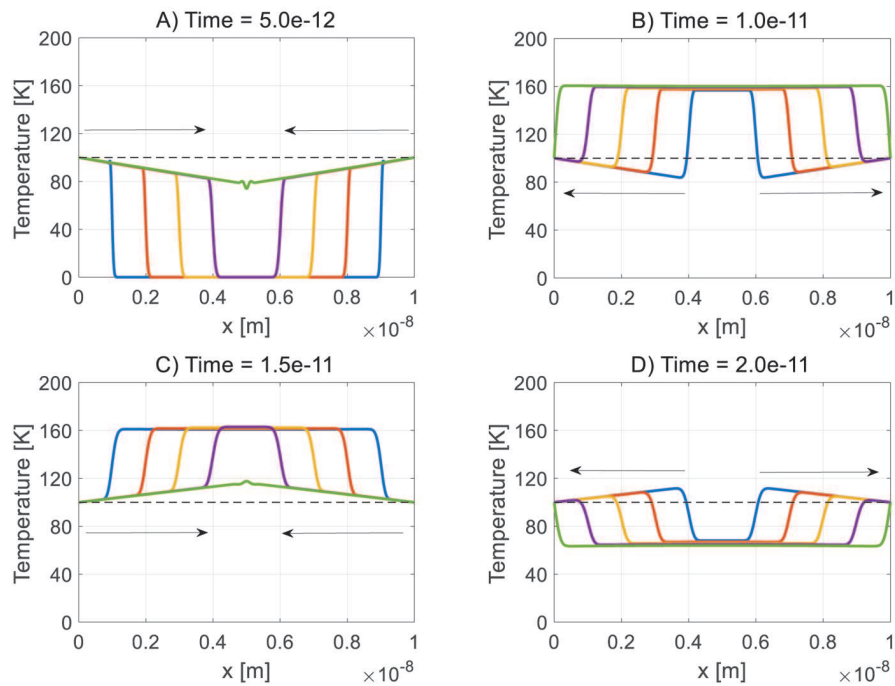 A) Time = 5.0e-12
200
160
120
80
40
0
Temperature [K]
0 0.2 0.4 0.6 0.8 1
x [m]
×10⁻⁸
B) Time = 1.0e-11
200
160
120
80
40
0
Temperature [K]
0 0.2 0.4 0.6 0.8 1
x [m]
×10⁻⁸
C) Time = 1.5e-11
200
160
120
80
40
0
Temperature [K]
0 0.2 0.4 0.6 0.8 1
x [m]
×10⁻⁸
D) Time = 2.0e-11
200
160
120
80
40
0
Temperature [K]
0 0.2 0.4 0.6 0.8 1
x [m]
×10⁻⁸